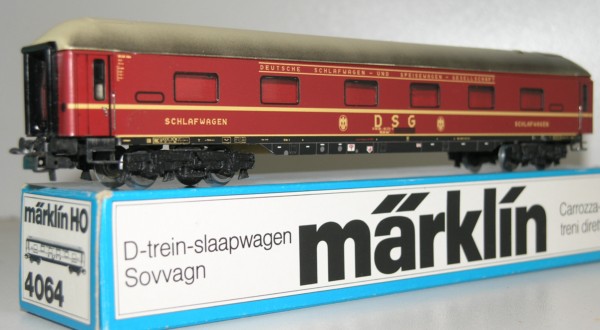 DEUTSCHE SCHLAFWAGEN - UND SPEISEWAGEN - GESELLSCHAFT
SCHLAFWAGEN
DSG
SCHLAFWAGEN
märklin HO
4064
D-trein-slaapwagen
Sovvagn
märklin
Carrozza-
treni diret